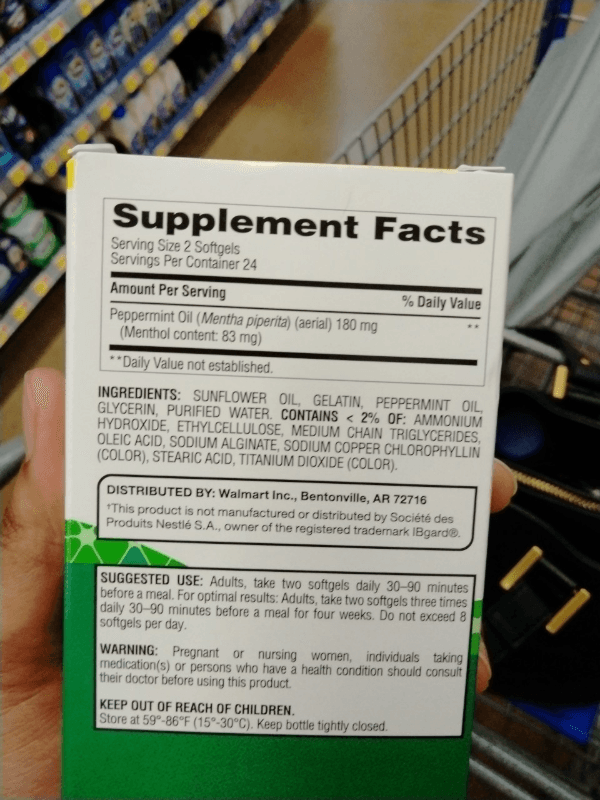 Supplement Facts
Serving Size 2 Softgels
Servings Per Container 24
Amount Per Serving % Daily Value
Peppermint Oil (Mentha piperita) (aerial) 180 mg **
(Menthol content: 83 mg)
**Daily Value not established.
INGREDIENTS: SUNFLOWER OIL, GELATIN, PEPPERMINT OIL,
GLYCERIN, PURIFIED WATER. CONTAINS < 2% OF: AMMONIUM
HYDROXIDE, ETHYLCELLULOSE, MEDIUM CHAIN TRIGLYCERIDES,
OLEIC ACID, SODIUM ALGINATE, SODIUM COPPER CHLOROPHYLLIN
(COLOR), STEARIC ACID, TITANIUM DIOXIDE (COLOR).
DISTRIBUTED BY: Walmart Inc., Bentonville, AR 72716
†This product is not manufactured or distributed by Société des
Produits Nestlé S.A., owner of the registered trademark IBgard®.
SUGGESTED USE: Adults, take two softgels daily 30–90 minutes
before a meal. For optimal results: Adults, take two softgels three times
daily 30–90 minutes before a meal for four weeks. Do not exceed 8
softgels per day.
WARNING: Pregnant or nursing women, individuals taking
medication(s) or persons who have a health condition should consult
their doctor before using this product.
KEEP OUT OF REACH OF CHILDREN.
Store at 59°-86°F (15°-30°C). Keep bottle tightly closed.